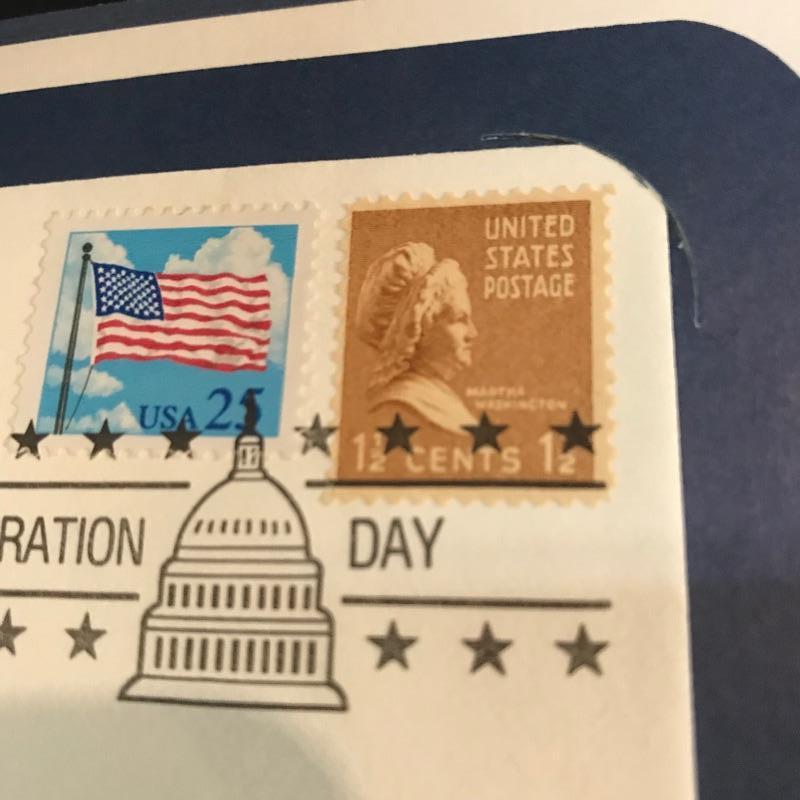 USA 25
UNITED
STATES
POSTAGE
MARTHA
WASHINGTON
1½ CENTS 1½
RATION DAY